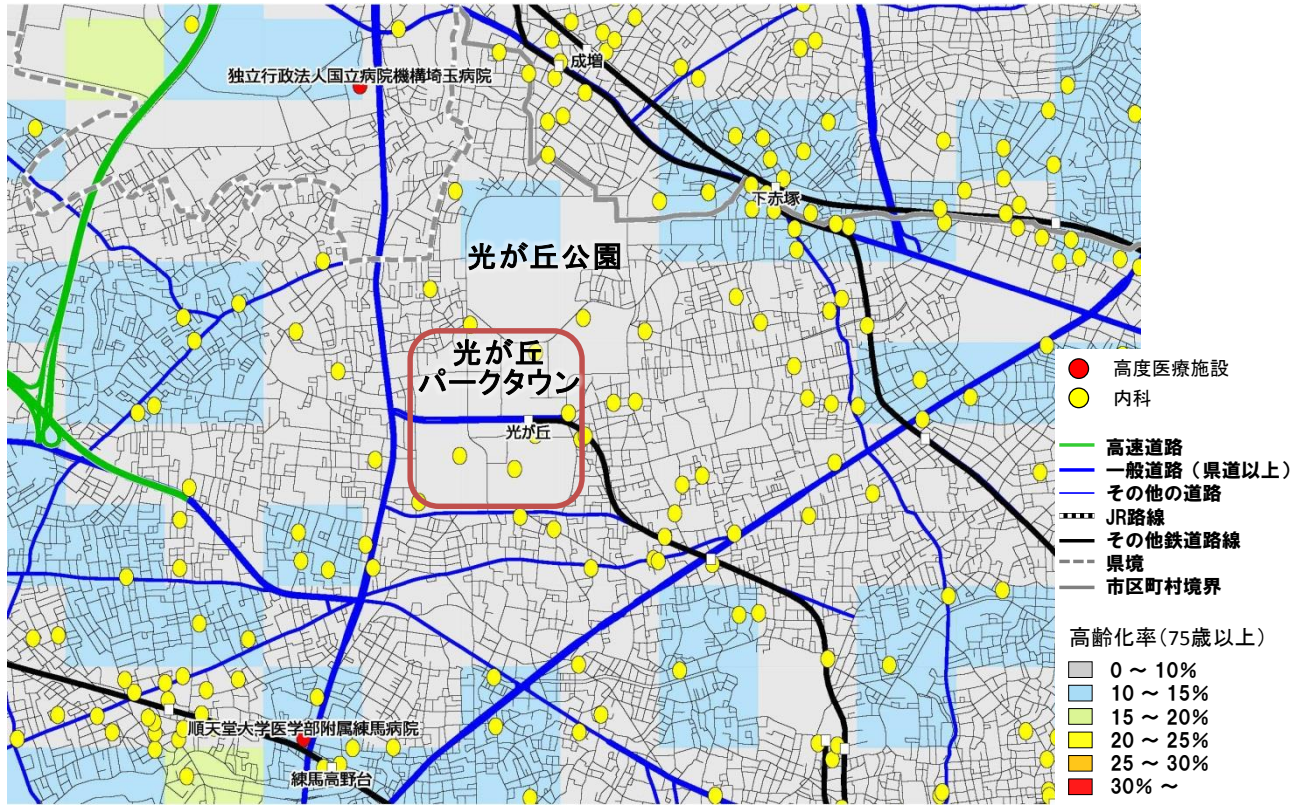 成増
独立行政法人国立病院機構埼玉病院
下赤塚
光が丘公園
光が丘
パークタウン
光が丘
順天堂大学医学部附属練馬病院
練馬高野台
高度医療施設
内科
高速道路
一般道路（県道以上）
その他の道路
JR路線
その他鉄道路線
県境
市区町村境界
高齢化率(75歳以上)
0 ～ 10%
10 ～ 15%
15 ～ 20%
20 ～ 25%
25 ～ 30%
30% ～